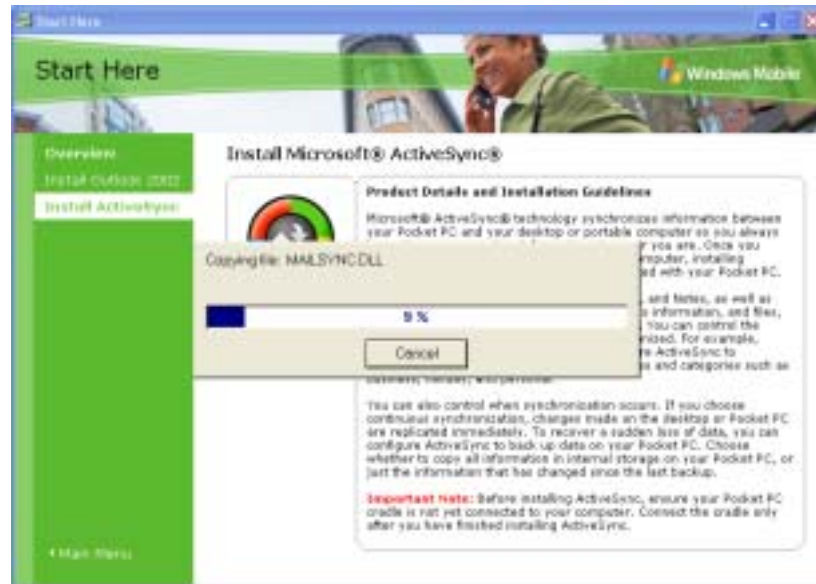 Start Here
Start Here
Windows Mobile
Overview
Install Outlook 2002
Install ActiveSync
Install Microsoft® ActiveSync®
Product Details and Installation Guidelines
Microsoft® ActiveSync® technology synchronizes information between
your Pocket PC and your desktop or portable computer so you always
r you are. Once you
mputer, installing
ed with your Pocket PC.
Copying file: MAILSYNC.DLL
9 %
Cancel
and Notes, as well as
s information, and files,
You can control the
nized. For example,
re ActiveSync to
es and categories such as
business, holiday, and personal.
You can also control when synchronization occurs. If you choose
continuous synchronization, changes made on the desktop or Pocket PC
are replicated immediately. To recover a sudden loss of data, you can
configure ActiveSync to back up data on your Pocket PC. Choose
whether to copy all information in internal storage on your Pocket PC, or
just the information that has changed since the last backup.
Important Note: Before installing ActiveSync, ensure your Pocket PC
cradle is not yet connected to your computer. Connect the cradle only
after you have finished installing ActiveSync.
Main Menu